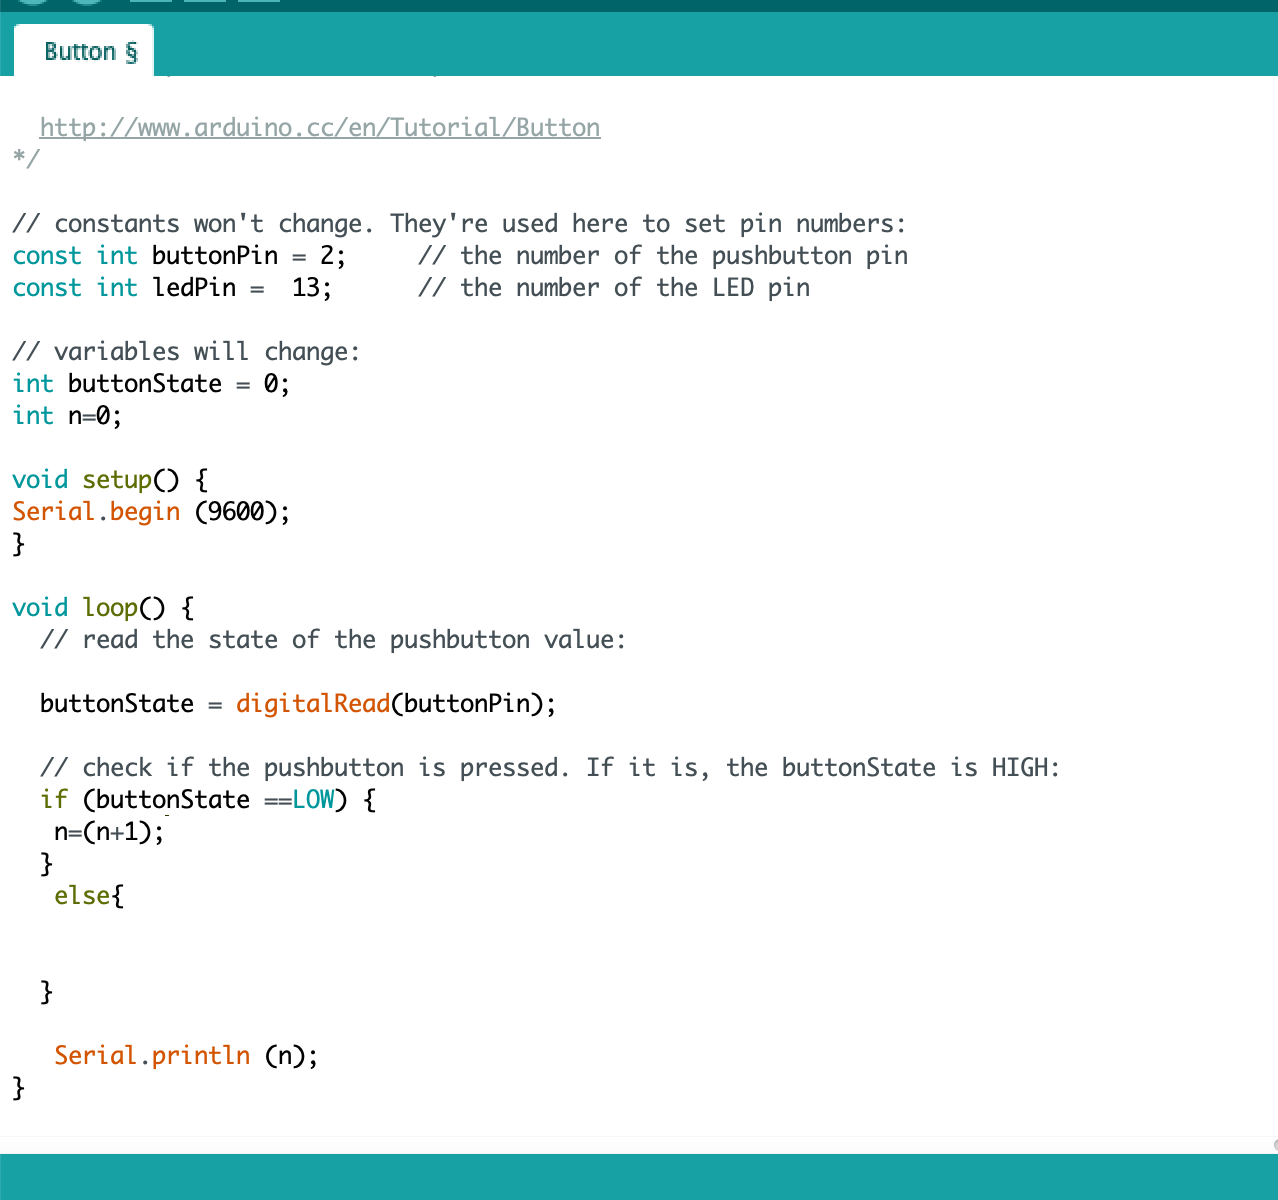 Button §
http://www.arduino.cc/en/Tutorial/Button
*/
// constants won't change. They're used here to set pin numbers:
const int buttonPin = 2;     // the number of the pushbutton pin
const int ledPin =  13;      // the number of the LED pin
// variables will change:
int buttonState = 0;
int n=0;
void setup() {
Serial.begin (9600);
}
void loop() {
  // read the state of the pushbutton value:
  buttonState = digitalRead(buttonPin);
  // check if the pushbutton is pressed. If it is, the buttonState is HIGH:
  if (buttonState ==LOW) {
   n=(n+1);
  }
   else{
  }
   Serial.println (n);
}